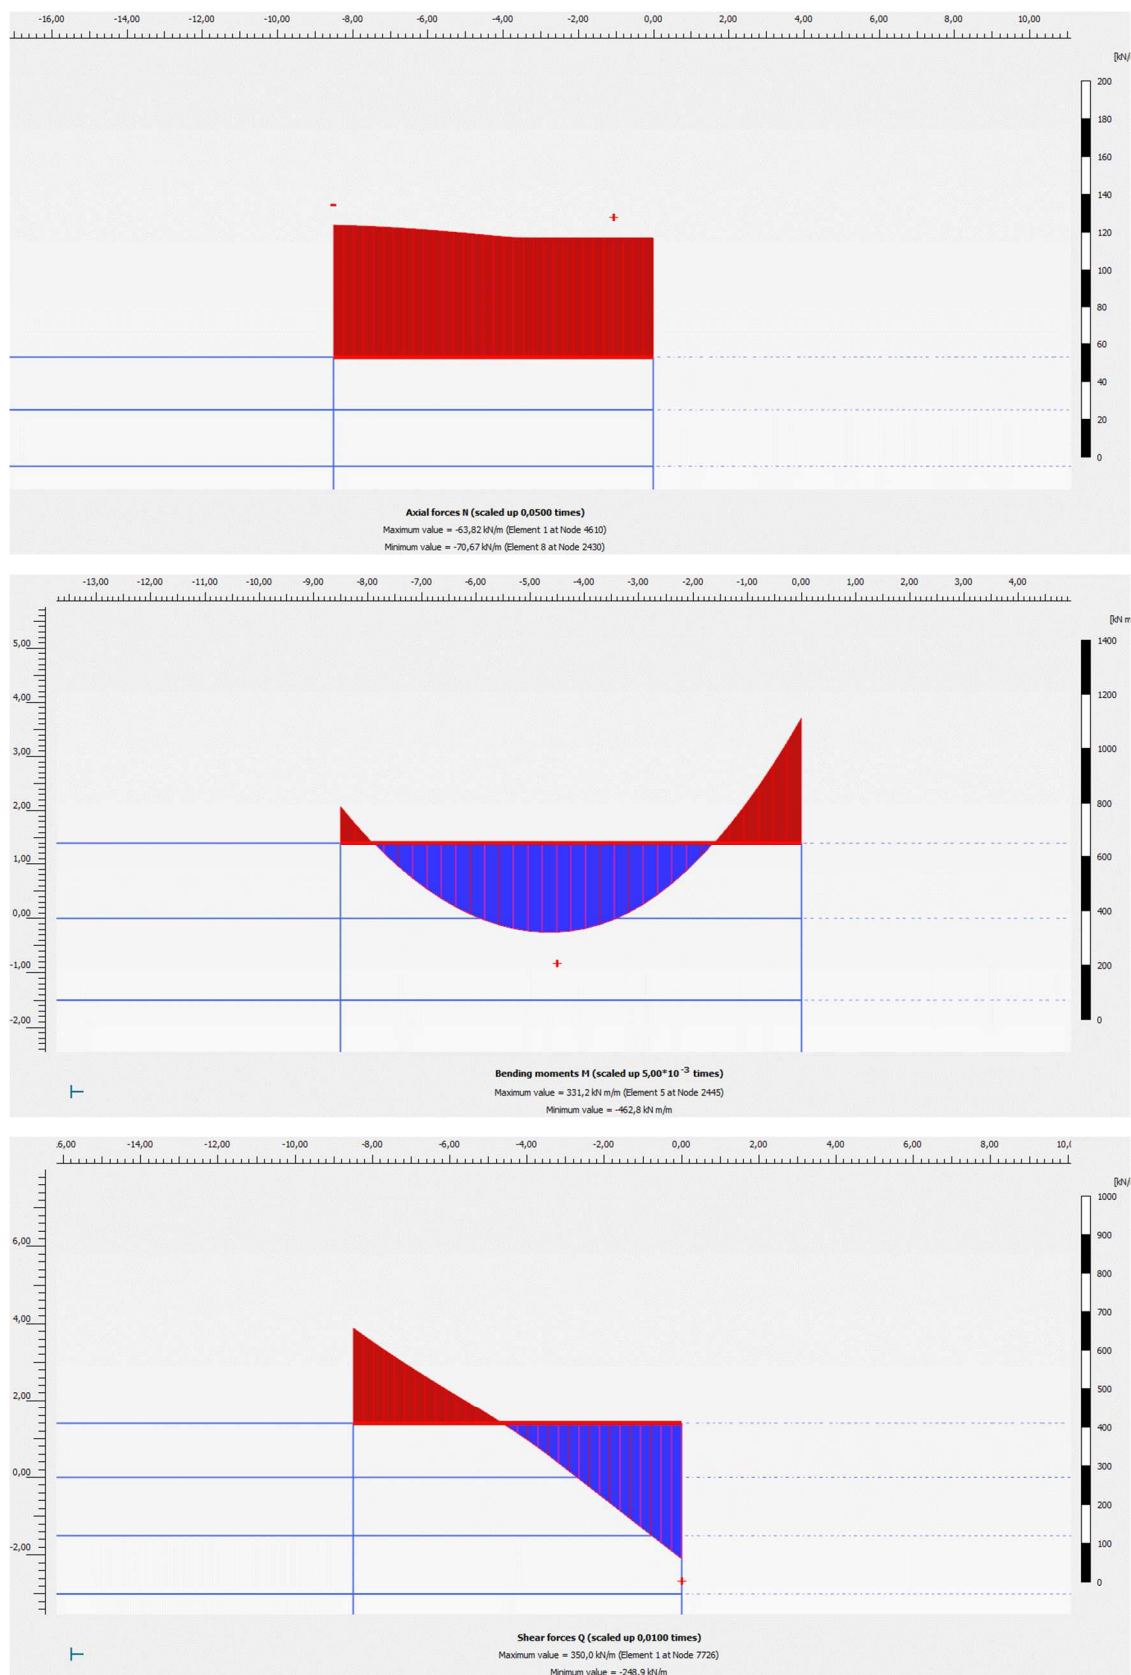 -16,00 -14,00 -12,00 -10,00 -8,00 -6,00 -4,00 -2,00 0,00 2,00 4,00 6,00 8,00 10,00
[kN/
200
180
160
140
120
100
80
60
40
20
0
Axial forces N (scaled up 0,0500 times)
Maximum value = -63,82 kN/m (Element 1 at Node 4610)
Minimum value = -70,67 kN/m (Element 8 at Node 2430)
-13,00 -12,00 -11,00 -10,00 -9,00 -8,00 -7,00 -6,00 -5,00 -4,00 -3,00 -2,00 -1,00 0,00 1,00 2,00 3,00 4,00
[kN m
5,00
4,00
3,00
2,00
1,00
0,00
-1,00
-2,00
1400
1200
1000
800
600
400
200
0
Bending moments M (scaled up 5,00*10 -3 times)
Maximum value = 331,2 kN m/m (Element 5 at Node 2445)
Minimum value = -462,8 kN m/m
6,00 -14,00 -12,00 -10,00 -8,00 -6,00 -4,00 -2,00 0,00 2,00 4,00 6,00 8,00 10,0
[kN/
6,00
4,00
2,00
0,00
-2,00
1000
900
800
700
600
500
400
300
200
100
0
Shear forces Q (scaled up 0,0100 times)
Maximum value = 350,0 kN/m (Element 1 at Node 7726)
Minimum value = -248,9 kN/m